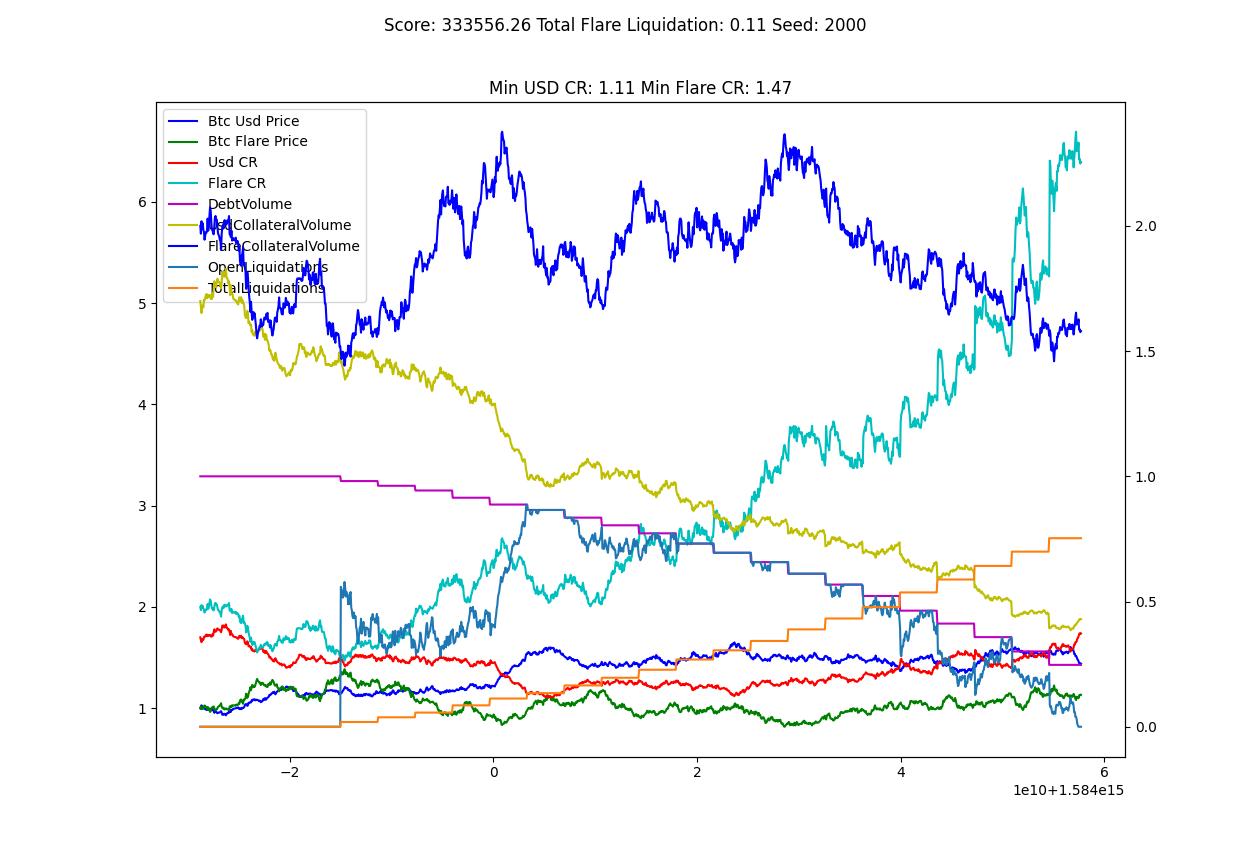 Score: 333556.26 Total Flare Liquidation: 0.11 Seed: 2000
Min USD CR: 1.11 Min Flare CR: 1.47
Btc Usd Price
Btc Flare Price
Usd CR
Flare CR
DebtVolume
UsdCollateralVolume
FlareCollateralVolume
OpenLiquidations
TotalLiquidations
6
5
4
3
2
1
2.0
1.5
1.0
0.5
0.0
−2 0 2 4 6
1e10+1.584e15